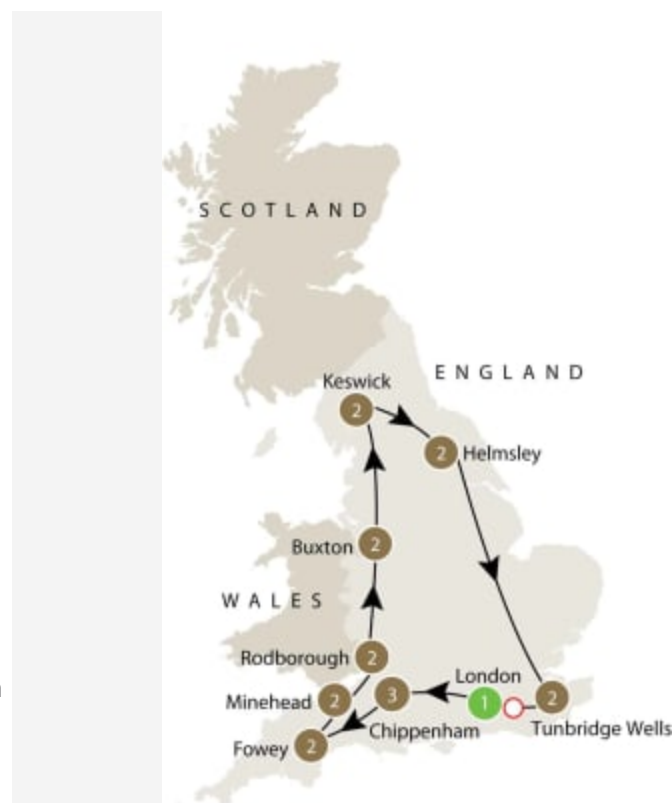 SCOTLAND
ENGLAND
Keswick
2
2 Helmsley
Buxton 2
WALES
Rodborough 2
London
Minehead 2
3
1
2
Chippenham
Tunbridge Wells
Fowey 2